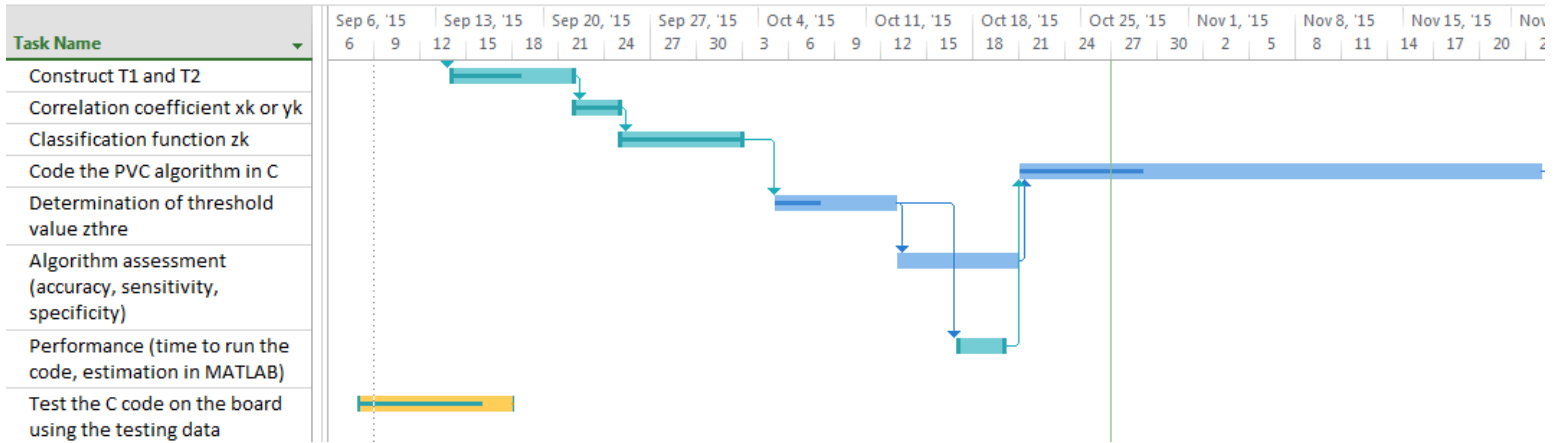 Sep 6, '15 Sep 13, '15 Sep 20, '15 Sep 27, '15 Oct 4, '15 Oct 11, '15 Oct 18, '15 Oct 25, '15 Nov 1, '15 Nov 8, '15 Nov 15, '15 Nov
Task Name 6 9 12 15 18 21 24 27 30 3 6 9 12 15 18 21 24 27 30 2 5 8 11 14 17 20 2
Construct T1 and T2
Correlation coefficient xk or yk
Classification function zk
Code the PVC algorithm in C
Determination of threshold
value zthre
Algorithm assessment
(accuracy, sensitivity,
specificity)
Performance (time to run the
code, estimation in MATLAB)
Test the C code on the board
using the testing data